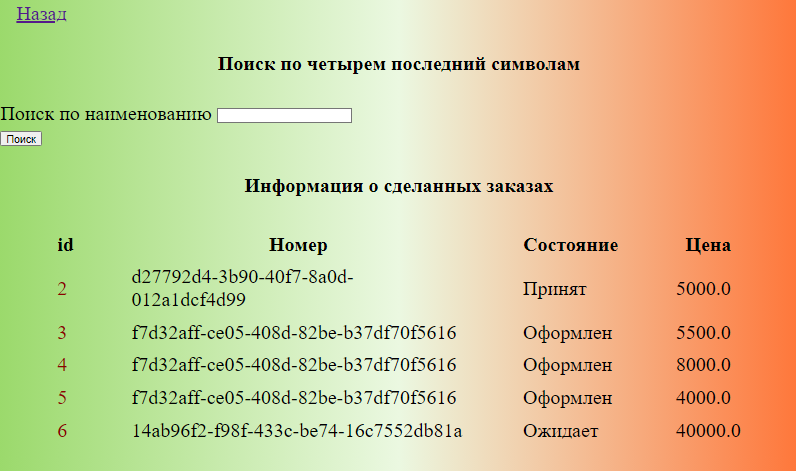 Назад
Поиск по четырем последний символам
Поиск по наименованию
Поиск
Информация о сделанных заказах
id Номер Состояние Цена
2 d27792d4-3b90-40f7-8a0d-012a1dcf4d99 Принят 5000.0
3 f7d32aff-ce05-408d-82be-b37df70f5616 Оформлен 5500.0
4 f7d32aff-ce05-408d-82be-b37df70f5616 Оформлен 8000.0
5 f7d32aff-ce05-408d-82be-b37df70f5616 Оформлен 4000.0
6 14ab96f2-f98f-433c-be74-16c7552db81a Ожидает 40000.0